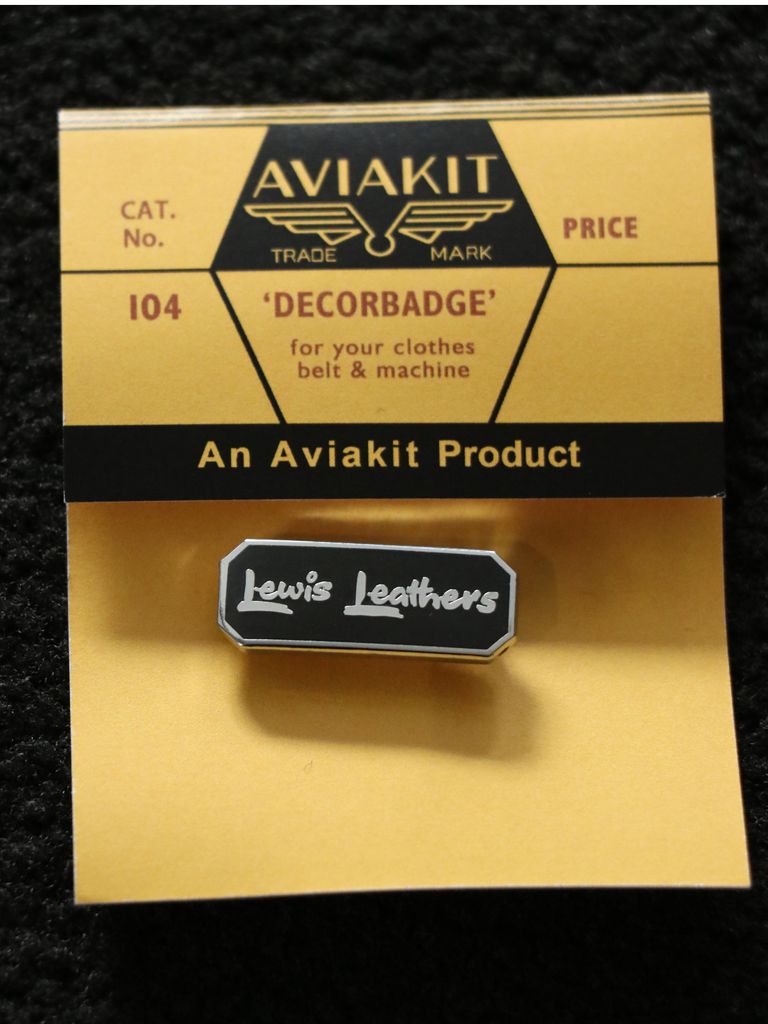 AVIAKIT
TRADE MARK
CAT.
No.
PRICE
104
'DECORBADGE'
for your clothes
belt & machine
An Aviakit Product
Lewis Leathers